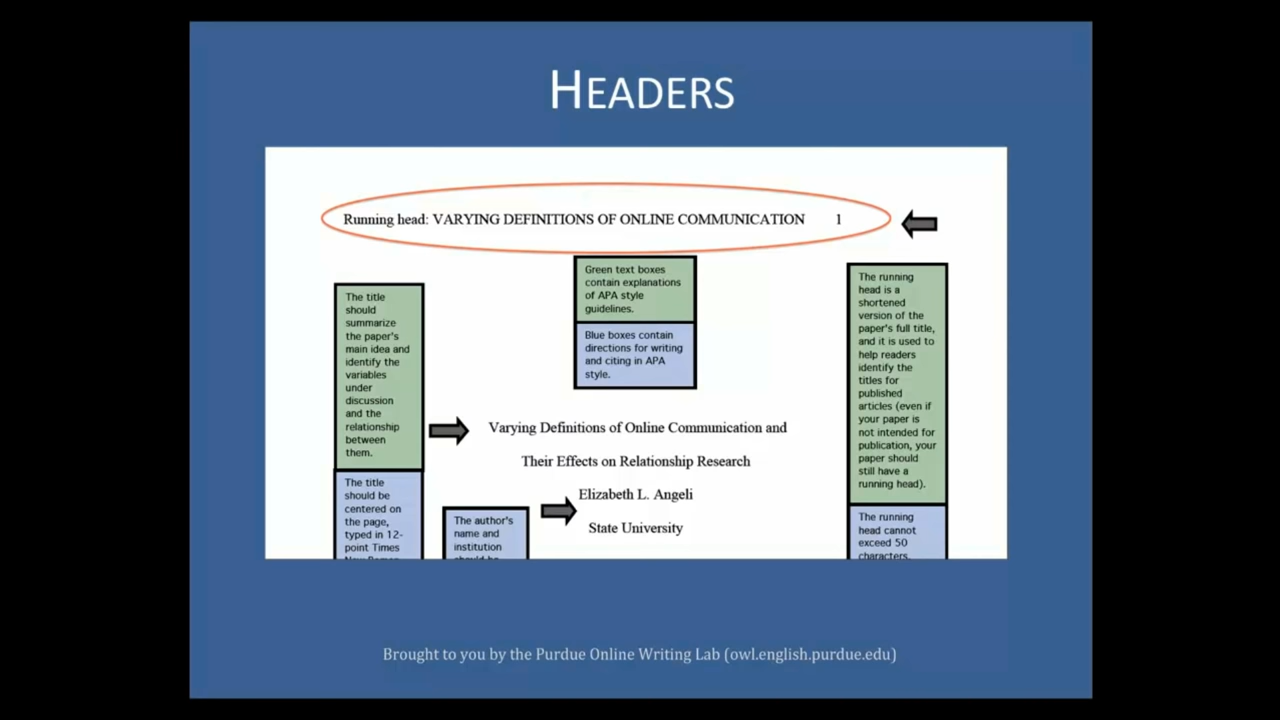 HEADERS
Running head: VARYING DEFINITIONS OF ONLINE COMMUNICATION 1
Green text boxes
contain explanations
of APA style
guidelines.
Blue boxes contain
directions for writing
and citing in APA
style.
The title
should
summarize
the paper's
main idea and
identify the
variables
under
discussion
and the
relationship
between
them.
The title
should be
centered on
the page,
typed in 12-
point Times
The author's
name and
institution
should be
Varying Definitions of Online Communication and
Their Effects on Relationship Research
Elizabeth L. Angeli
State University
The running
head is a
shortened
version of the
paper's full title,
and it is used to
help readers
identify the
titles for
published
articles (even if
your paper is
not intended for
publication, your
paper should
still have a
running head).
The running
head cannot
exceed 50
characters,
Brought to you by the Purdue Online Writing Lab (owl.english.purdue.edu)